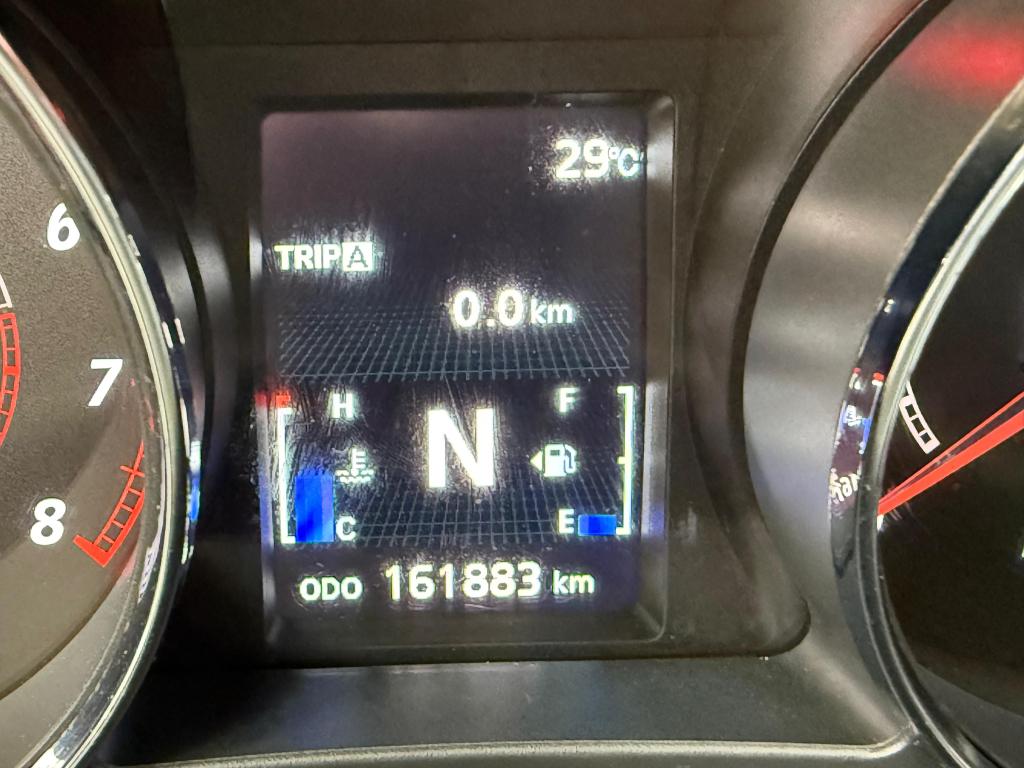 29°C
TRIP A
0.0 km
H F
N
E
C E
ODO 161883 km
6
7
8